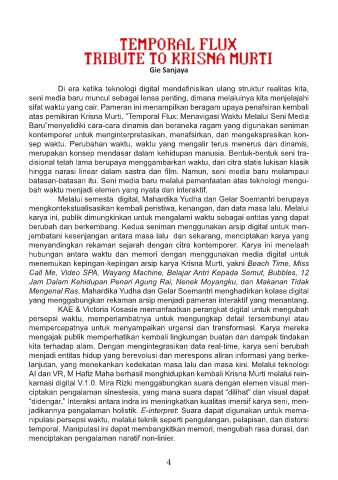 TEMPORAL FLUX
TRIBUTE TO KRISNA MURTI
Gie Sanjaya
Di era ketika teknologi digital mendefinisikan ulang struktur realitas kita,
seni media baru muncul sebagai lensa penting, dimana melaluinya kita menjelajahi
sifat waktu yang cair. Pameran ini menampilkan beragam upaya penafsiran kembali
atas pemikiran Krisna Murti. "Temporal Flux: Menavigasi Waktu Melalui Seni Media
Baru"menyelidiki cara-cara dinamis dan beraneka ragam yang digunakan seniman
kontemporer untuk menginterpretasikan, menafsirkan, dan mengekspresikan kon-
sep waktu. Perubahan waktu, waktu yang mengalir terus menerus dan dinamis,
merupakan konsep mendasar dalam kehidupan manusia. Bentuk-bentuk seni tra-
disional telah lama berupaya menggambarkan waktu, dari citra statis lukisan klasik
hingga narasi linear dalam sastra dan film. Namun, seni media baru melampaui
batasan-batasan itu. Seni media baru melalui pemanfaatan atas teknologi mengu-
bah waktu menjadi elemen yang nyata dan interaktif.
Melalui semesta digital, Mahardika Yudha dan Gelar Soemantri berupaya
mengkontekstualisasikan kembali peristiwa, kenangan, dan data masa lalu. Melalui
karya ini, publik dimungkinkan untuk mengalami waktu sebagai entitas yang dapat
berubah dan berkembang. Kedua seniman menggunakan arsip digital untuk men-
jembatani kesenjangan antara masa lalu dan sekarang, menciptakan karya yang
menyandingkan rekaman sejarah dengan citra kontemporer. Karya ini menelaah
hubungan antara waktu dan memori dengan menggunakan media digital untuk
menemukan kepingan-kepingan arsip karya Krisna Murti, yakni Beach Time, Miss
Call Me, Video SPA, Wayang Machine, Belajar Antri Kepada Semut, Bubbles, 12
Jam Dalam Kehidupan Penari Agung Rai, Nenek Moyangku, dan Makanan Tidak
Mengenal Ras. Mahardika Yudha dan Gelar Soemantri menghadirkan kolase digital
yang menggabungkan rekaman arsip menjadi pameran interaktif yang menantang.
KAE & Victoria Kosasie memanfaatkan perangkat digital untuk mengubah
persepsi waktu, memperlambatnya untuk mengungkap detail tersembunyi atau
mempercepatnya untuk menyampaikan urgensi dan transformasi. Karya mereka
mengajak publik memperhatikan kembali lingkungan buatan dan dampak tindakan
kita terhadap alam. Dengan mengintegrasikan data real-time, karya seni berubah
menjadi entitas hidup yang berevolusi dan merespons aliran informasi yang berke-
lanjutan, yang menekankan kedekatan masa lalu dan masa kini. Melalui teknologi
AI dan VR, M Hafiz Maha berhasil menghidupkan kembali Krisna Murti melalui rein-
karnasi digital V.1.0. Mira Rizki menggabungkan suara dengan elemen visual men-
ciptakan pengalaman sinestesia, yang mana suara dapat "dilihat" dan visual dapat
"didengar." Interaksi antara indra ini meningkatkan kualitas imersif karya seni, men-
jadikannya pengalaman holistik. E-interpret: Suara dapat digunakan untuk mema-
nipulasi persepsi waktu, melalui teknik seperti pengulangan, pelapisan, dan distorsi
temporal. Manipulasi ini dapat membangkitkan memori, mengubah rasa durasi, dan
menciptakan pengalaman naratif non-linier.
4